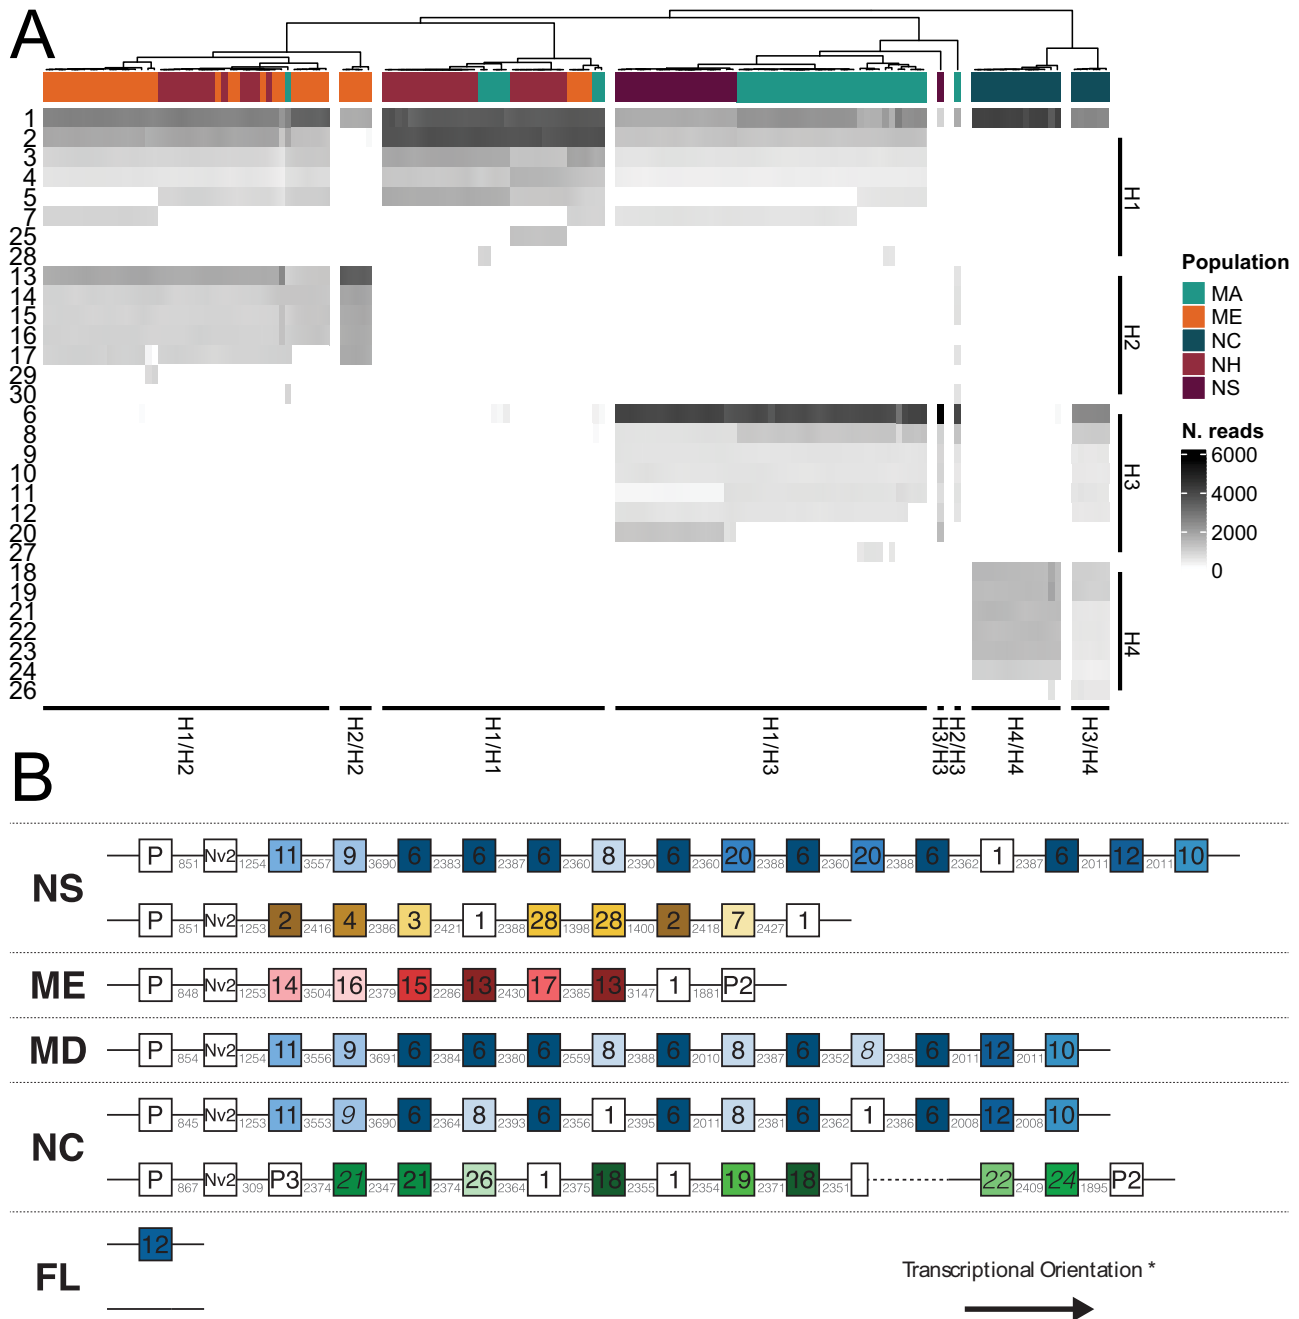 A
1
2
3
4
5
7
25
28
13
14
15
16
17
29
30
6
8
9
10
11
12
20
27
18
19
21
22
23
24
26
H1
H2
H3
H4
Population
MA
ME
NC
NH
NS
N. reads
6000
4000
2000
0
H1/H2
H2/H2
H1/H1
H1/H3
H3/H3
H2/H3
H4/H4
H3/H4
B
NS
P 851 Nv2 1254 11 3557 9 3690 6 2383 6 2387 6 2360 8 2390 6 2360 20 2388 6 2360 20 2388 6 2362 1 2387 6 2011 12 2011 10
P 851 Nv2 1253 2 2416 4 2386 3 2421 1 2388 28 1398 28 1400 2 2418 7 2427 1
ME
P 848 Nv2 1253 14 3504 16 2379 15 2286 13 2430 17 2385 13 3147 1 1881 P2
MD
P 854 Nv2 1254 11 3556 9 3691 6 2384 6 2380 6 2559 8 2388 6 2010 8 2387 6 2352 8 2385 6 2011 12 2011 10
NC
P 845 Nv2 1253 11 3553 9 3690 6 2364 8 2393 6 2356 1 2395 6 2011 8 2381 6 2362 1 2386 6 2008 12 2008 10
P 867 Nv2 309 P3 2374 21 2347 21 2374 26 2364 1 2375 18 2355 1 2354 19 2371 18 2351 22 2409 24 1895 P2
FL
12
Transcriptional Orientation *